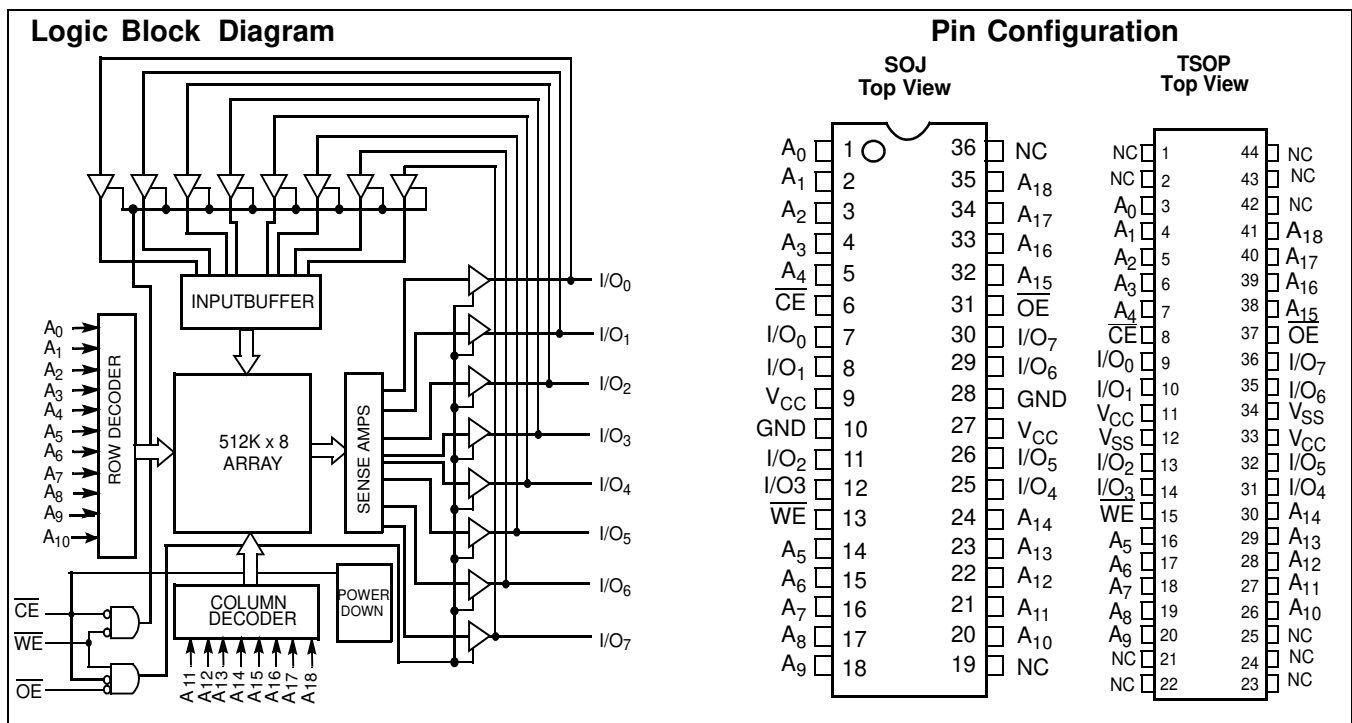 Logic Block Diagram
INPUTBUFFER
A0
A1
A2
A3
A4
A5
A6
A7
A8
A9
A10
ROW DECODER
512K x 8
ARRAY
SENSE AMPS
COLUMN
DECODER
POWER
DOWN
CE
WE
OE
A11
A12
A13
A14
A15
A16
A17
A18
I/O0
I/O1
I/O2
I/O3
I/O4
I/O5
I/O6
I/O7
Pin Configuration
SOJ
Top View
A0 1 36 NC
A1 2 35 A18
A2 3 34 A17
A3 4 33 A16
A4 5 32 A15
CE 6 31 OE
I/O0 7 30 I/O7
I/O1 8 29 I/O6
VCC 9 28 GND
GND 10 27 VCC
I/O2 11 26 I/O5
I/O3 12 25 I/O4
WE 13 24 A14
A5 14 23 A13
A6 15 22 A12
A7 16 21 A11
A8 17 20 A10
A9 18 19 NC
TSOP
Top View
NC 1 44 NC
NC 2 43 NC
A0 3 42 NC
A1 4 41 A18
A2 5 40 A17
A3 6 39 A16
A4 7 38 A15
CE 8 37 OE
I/O0 9 36 I/O7
I/O1 10 35 I/O6
VCC 11 34 VSS
VSS 12 33 VCC
I/O2 13 32 I/O5
I/O3 14 31 I/O4
WE 15 30 A14
A5 16 29 A13
A6 17 28 A12
A7 18 27 A11
A8 19 26 A10
A9 20 25 NC
NC 21 24 NC
NC 22 23 NC